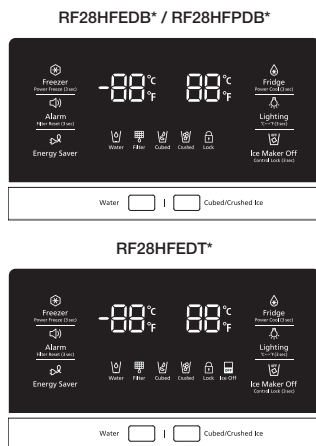 RF28HFEDB* / RF28HFPDB*
-88°C °F 88°C °F
Freezer
Power Freeze (3 sec)
Fridge
Power Cool (3 sec)
Alarm
Filter Reset (3 sec)
Lighting
°C↔°F (3 sec)
Water Filter Cubed Crushed Lock
Energy Saver
Ice Maker Off
Control Lock (3 sec)
Water | Cubed/Crushed Ice
RF28HFEDT*
-88°C °F 88°C °F
Freezer
Power Freeze (3 sec)
Fridge
Power Cool (3 sec)
Alarm
Filter Reset (3 sec)
Lighting
°C↔°F (3 sec)
Water Filter Cubed Crushed Lock Ice Off
Energy Saver
Ice Maker Off
Control Lock (3 sec)
Water | Cubed/Crushed Ice